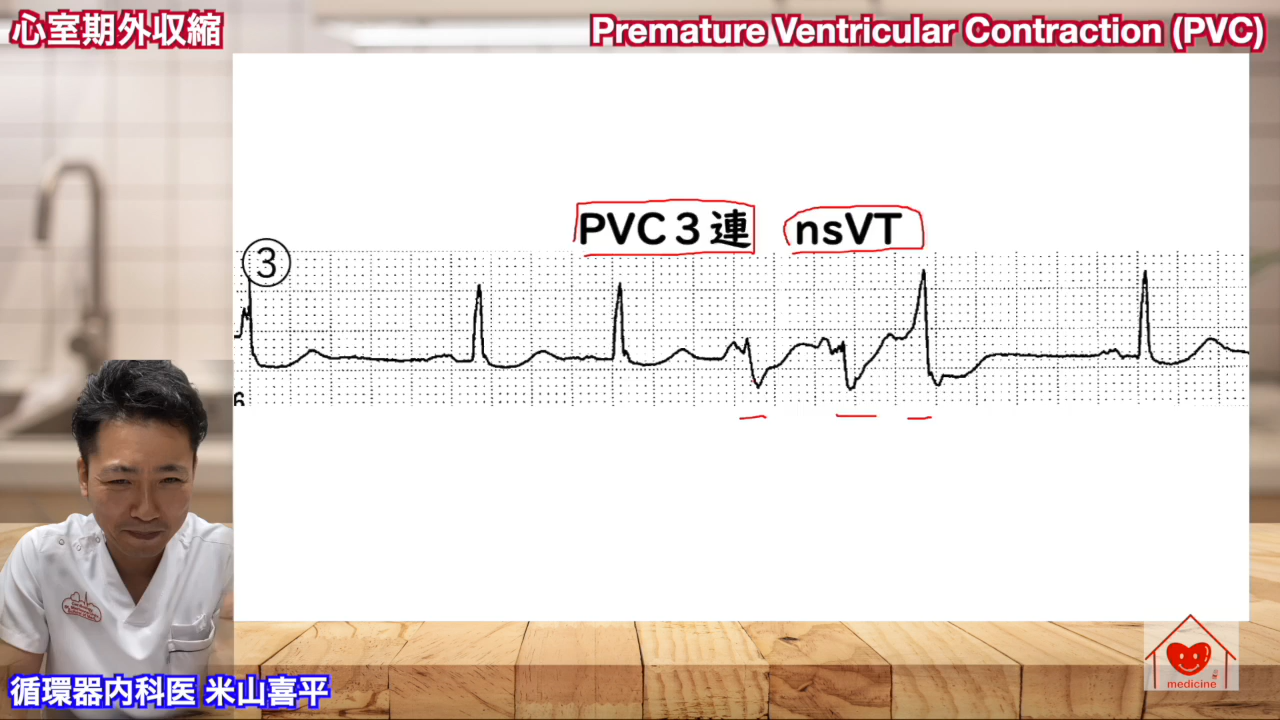 心室期外収縮
Premature Ventricular Contraction (PVC)
PVC３連 nsVT
③
6
循環器内科医 米山喜平
medicine